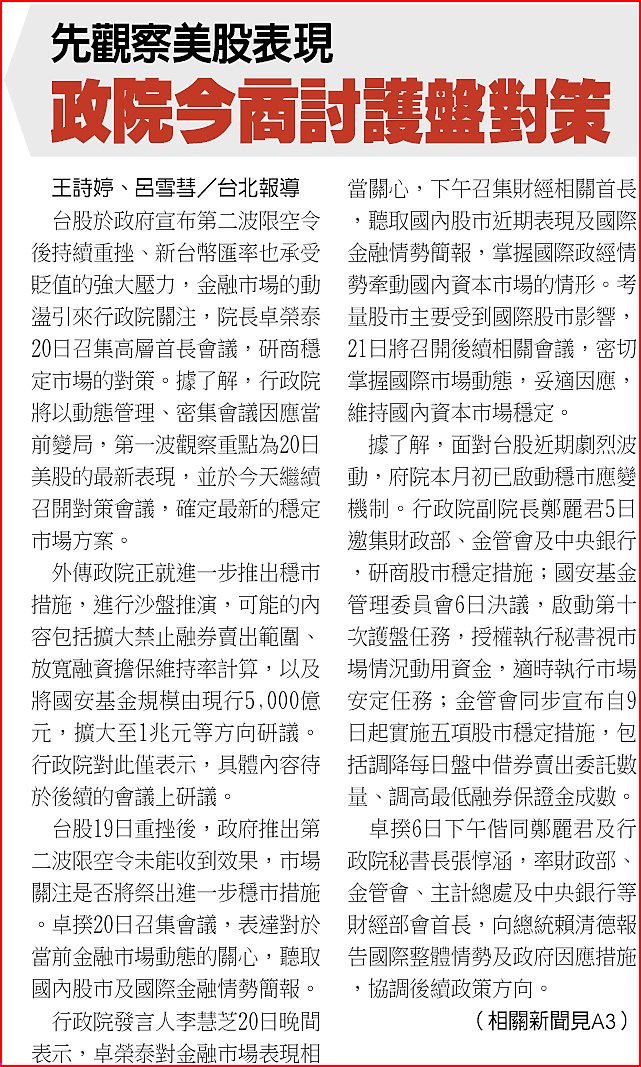 先觀察美股表現
政院今商討護盤對策
王詩婷、呂雪彗／台北報導
台股於政府宣布第二波限空令
後持續重挫、新台幣匯率也承受
貶值的強大壓力，金融市場的動
盪引來行政院關注，院長卓榮泰
20日召集高層首長會議，研商穩
定市場的對策。據了解，行政院
將以動態管理、密集會議因應當
前變局，第一波觀察重點為20日
美股的最新表現，並於今天繼續
召開對策會議，確定最新的穩定
市場方案。
外傳政院正就進一步推出穩市
措施，進行沙盤推演，可能的內
容包括擴大禁止融券賣出範圍、
放寬融資擔保維持率計算，以及
將國安基金規模由現行5,000億
元，擴大至1兆元等方向研議。
行政院對此僅表示，具體內容待
於後續的會議上研議。
台股19日重挫後，政府推出第
二波限空令未能收到效果，市場
關注是否將祭出進一步穩市措施
。卓揆20日召集會議，表達對於
當前金融市場動態的關心，聽取
國內股市及國際金融情勢簡報。
行政院發言人李慧芝20日晚間
表示，卓榮泰對金融市場表現相
當關心，下午召集財經相關首長
，聽取國內股市近期表現及國際
金融情勢簡報，掌握國際政經情
勢牽動國內資本市場的情形。考
量股市主要受到國際股市影響，
21日將召開後續相關會議，密切
掌握國際市場動態，妥適因應，
維持國內資本市場穩定。
據了解，面對台股近期劇烈波
動，府院本月初已啟動穩市應變
機制。行政院副院長鄭麗君5日
邀集財政部、金管會及中央銀行
，研商股市穩定措施；國安基金
管理委員會6日決議，啟動第十
次護盤任務，授權執行秘書視市
場情況動用資金，適時執行市場
安定任務；金管會同步宣布自9
日起實施五項股市穩定措施，包
括調降每日盤中借券賣出委託數
量、調高最低融券保證金成數。
卓揆6日下午偕同鄭麗君及行
政院秘書長張惇涵，率財政部、
金管會、主計總處及中央銀行等
財經部會首長，向總統賴清德報
告國際整體情勢及政府因應措施
，協調後續政策方向。
（相關新聞見A3）